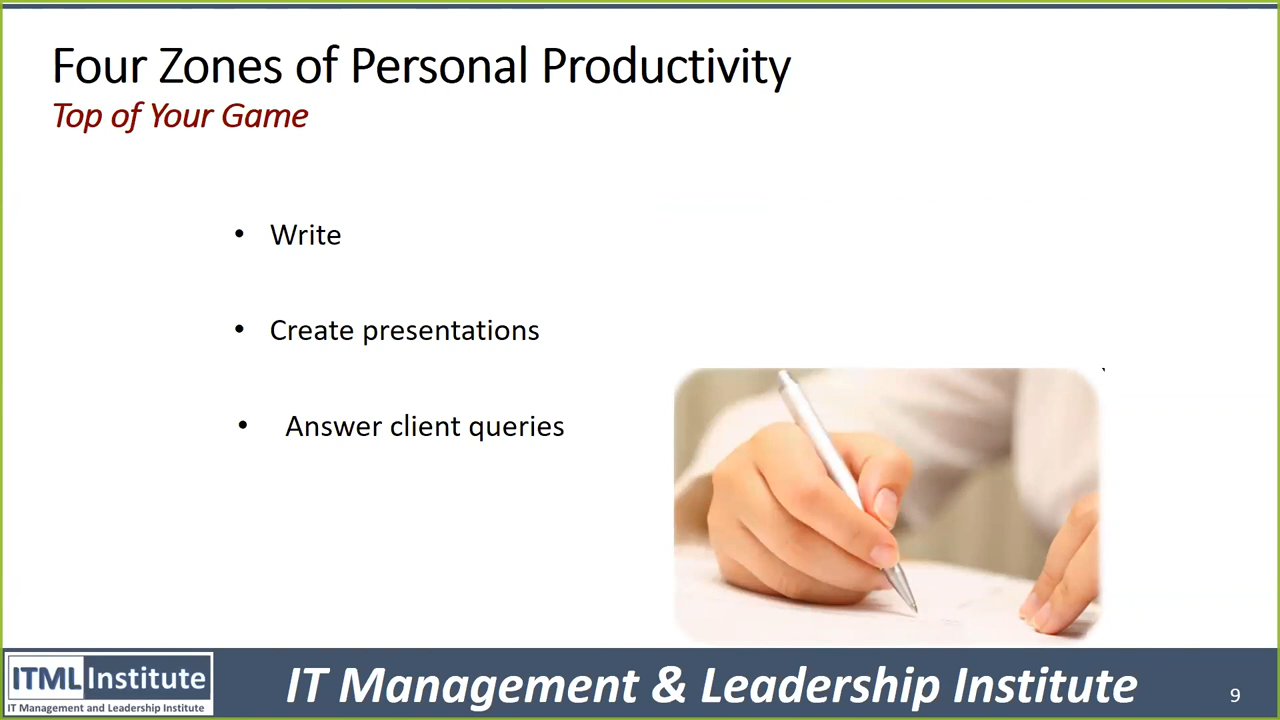 Four Zones of Personal Productivity
Top of Your Game
• Write
• Create presentations
• Answer client queries
ITML Institute
IT Management and Leadership Institute
IT Management & Leadership Institute
9